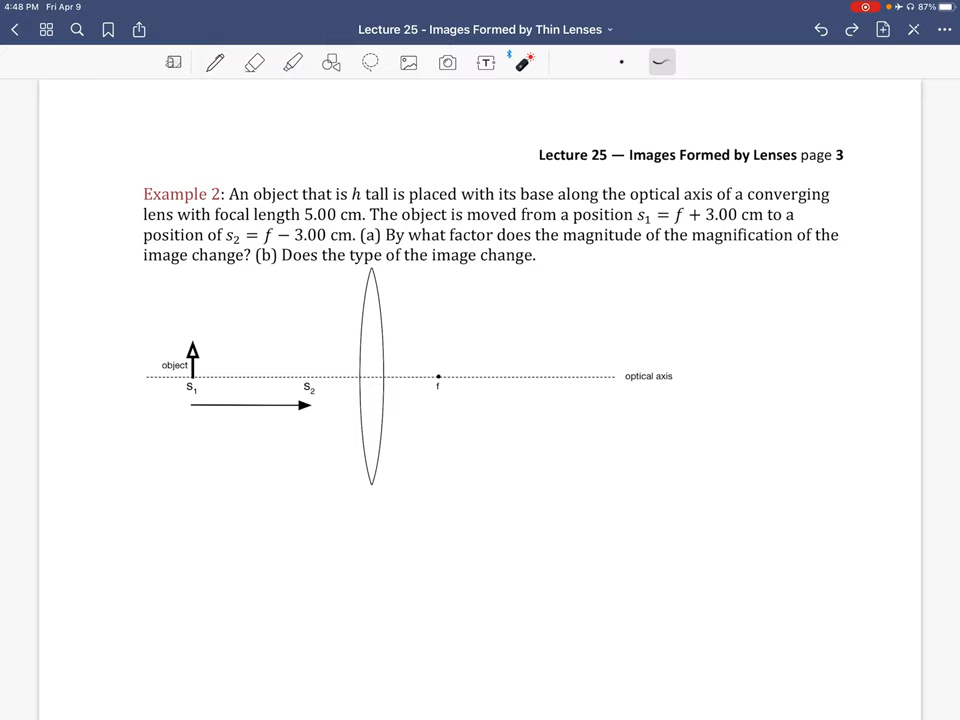 4:48 PM Fri Apr 9
87%
Lecture 25 - Images Formed by Thin Lenses
T
Lecture 25 — Images Formed by Lenses page 3
Example 2: An object that is h tall is placed with its base along the optical axis of a converging
lens with focal length 5.00 cm. The object is moved from a position s₁ = f + 3.00 cm to a
position of s₂ = f − 3.00 cm. (a) By what factor does the magnitude of the magnification of the
image change? (b) Does the type of the image change.
object
optical axis
S₁
S₂
f